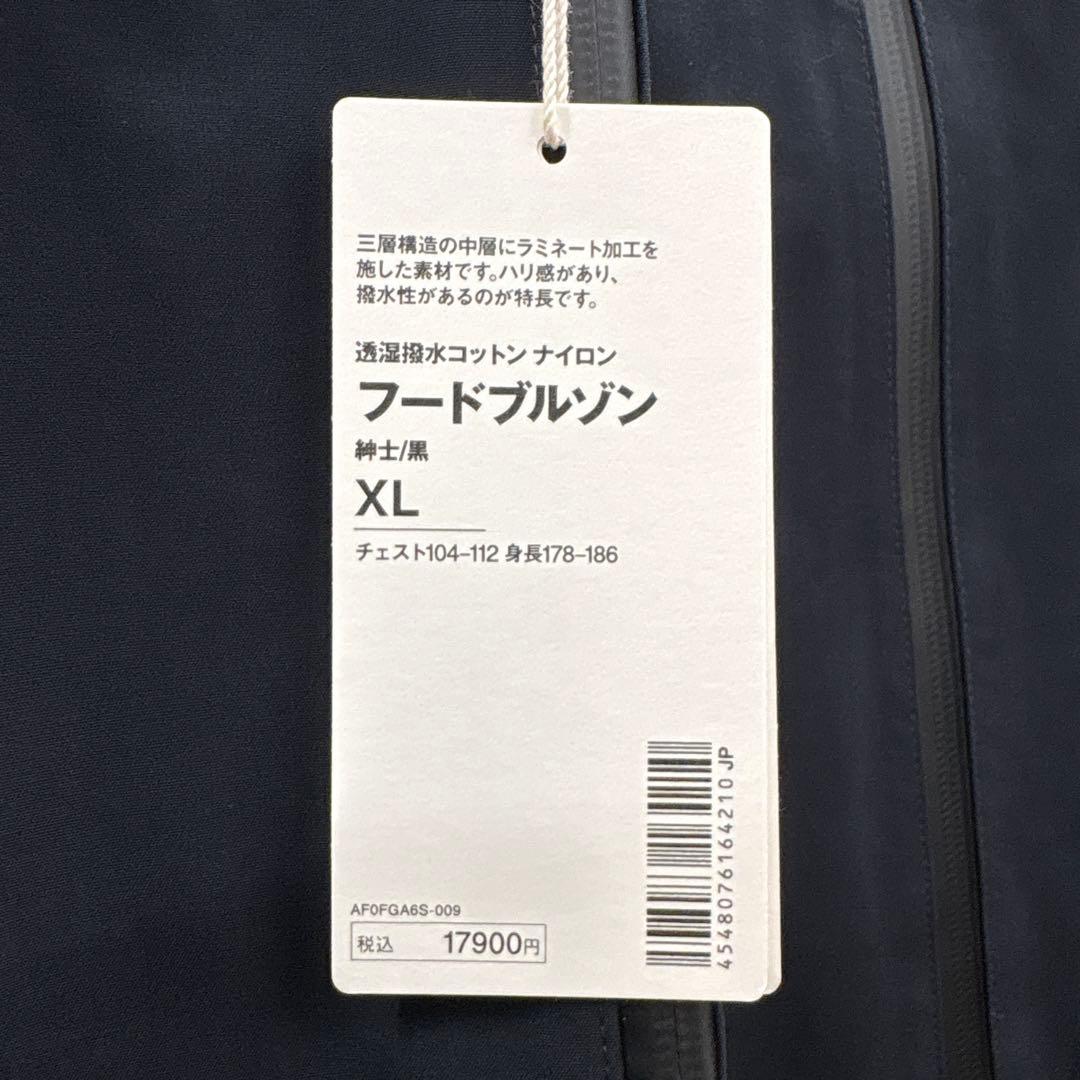 三層構造の中層にラミネート加工を
施した素材です。ハリ感があり、
撥水性があるのが特長です。
透湿撥水コットン ナイロン
フードブルゾン
紳士/黒
XL
チェスト104–112 身長178–186
4548076164210 JP
AF0FGA6S-009
税込 17900円